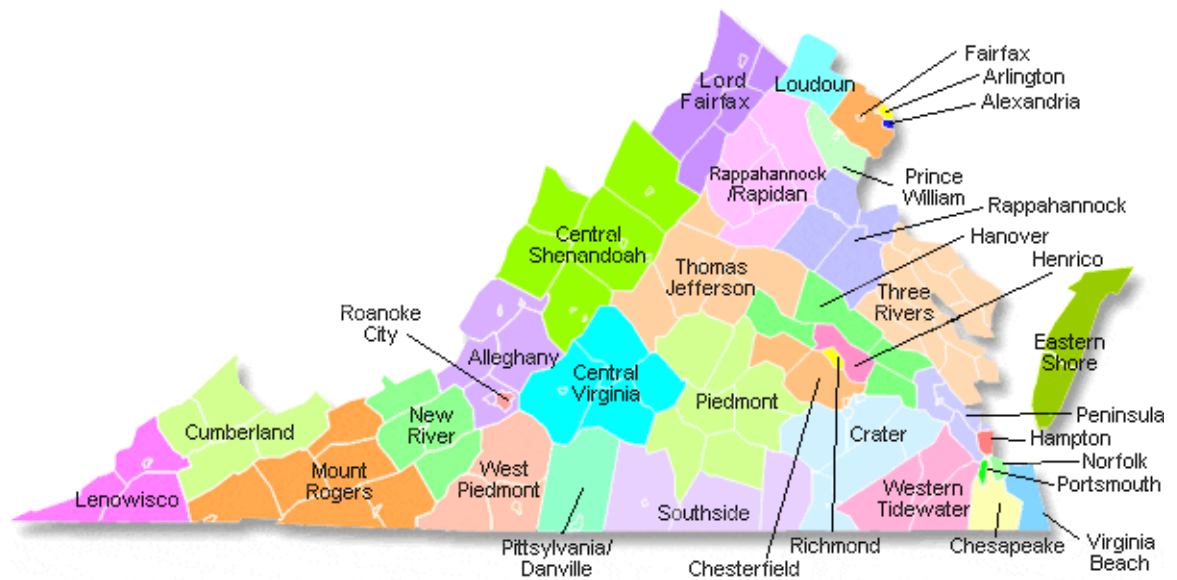 Fairfax
Arlington
Alexandria
Lord
Fairfax
Loudoun
Rappahannock
/Rapidan
Prince
William
Rappahannock
Hanover
Henrico
Central
Shenandoah
Thomas
Jefferson
Three
Rivers
Roanoke
City
Alleghany
Eastern
Shore
Central
Virginia
Piedmont
Peninsula
Cumberland
New
River
Crater
Hampton
Norfolk
Portsmouth
Lenowisco
Mount
Rogers
West
Piedmont
Southside
Western
Tidewater
Pittsylvania/
Danville
Chesterfield
Richmond
Chesapeake
Virginia
Beach